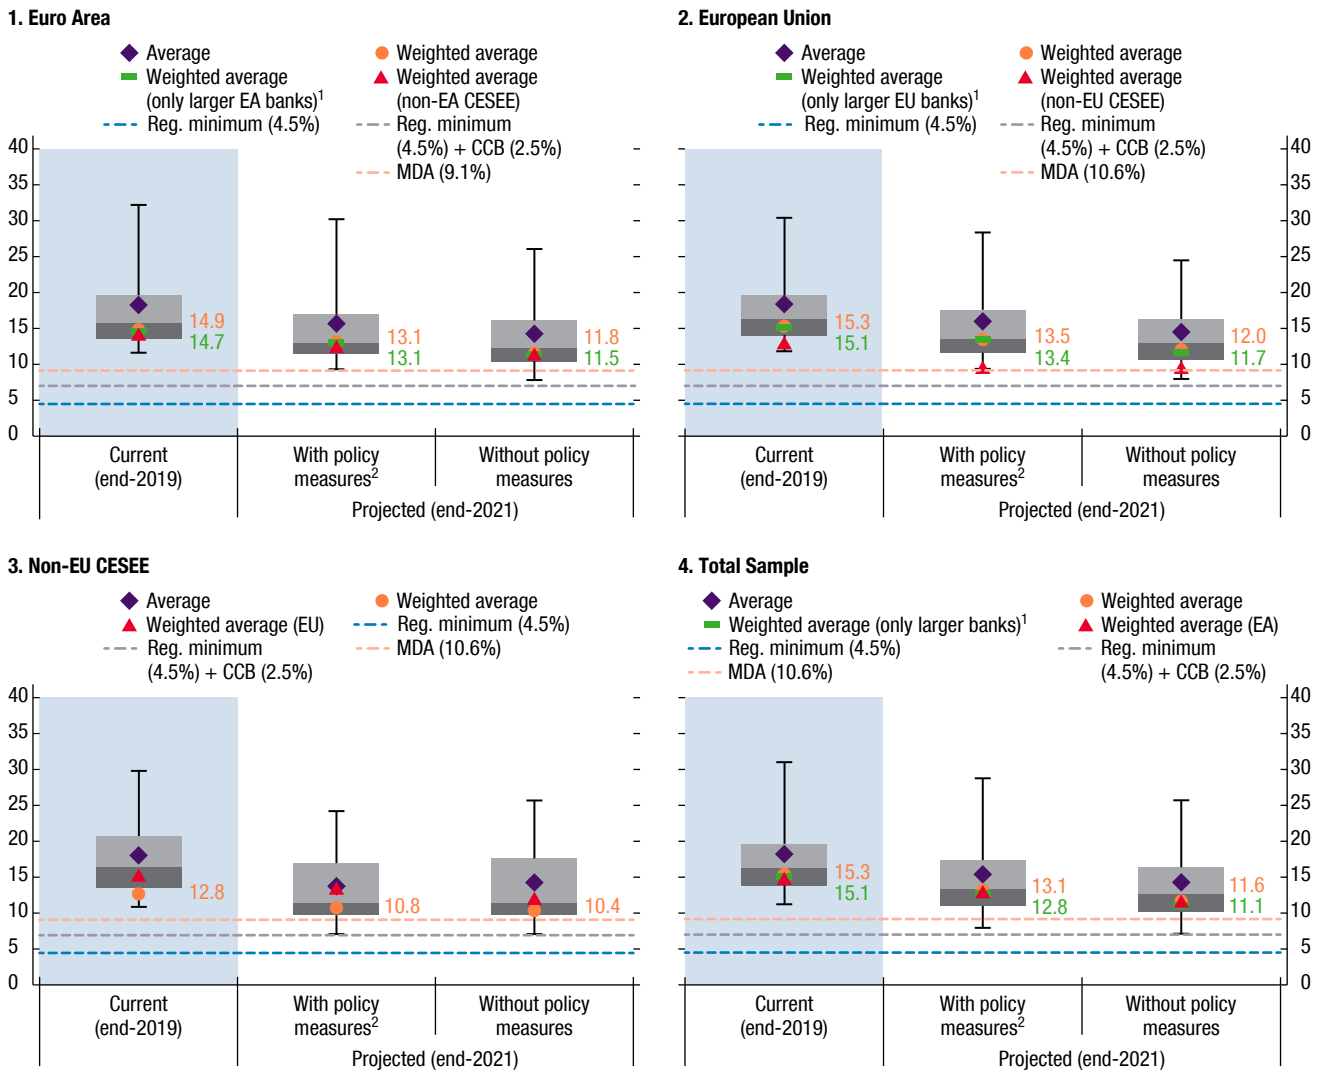 1. Euro Area
Average
Weighted average
Weighted average
(only larger EA banks)1
Weighted average
(non-EA CESEE)
Reg. minimum (4.5%)
Reg. minimum
(4.5%) + CCB (2.5%)
MDA (9.1%)
40
35
30
25
20
15
10
5
0
14.9
14.7
13.1
13.1
11.8
11.5
Current
(end-2019)
With policy
measures2
Without policy
measures
Projected (end-2021)
2. European Union
Average
Weighted average
Weighted average
(only larger EU banks)1
Weighted average
(non-EU CESEE)
Reg. minimum (4.5%)
Reg. minimum
(4.5%) + CCB (2.5%)
MDA (10.6%)
40
35
30
25
20
15
10
5
0
15.3
15.1
13.5
13.4
12.0
11.7
Current
(end-2019)
With policy
measures2
Without policy
measures
Projected (end-2021)
3. Non-EU CESEE
Average
Weighted average
Weighted average (EU)
Reg. minimum (4.5%)
Reg. minimum
(4.5%) + CCB (2.5%)
MDA (10.6%)
40
35
30
25
20
15
10
5
0
12.8
10.8
10.4
Current
(end-2019)
With policy
measures2
Without policy
measures
Projected (end-2021)
4. Total Sample
Average
Weighted average
Weighted average (only larger banks)1
Weighted average (EA)
Reg. minimum (4.5%)
Reg. minimum
(4.5%) + CCB (2.5%)
MDA (10.6%)
40
35
30
25
20
15
10
5
0
15.3
15.1
13.1
12.8
11.6
11.1
Current
(end-2019)
With policy
measures2
Without policy
measures
Projected (end-2021)